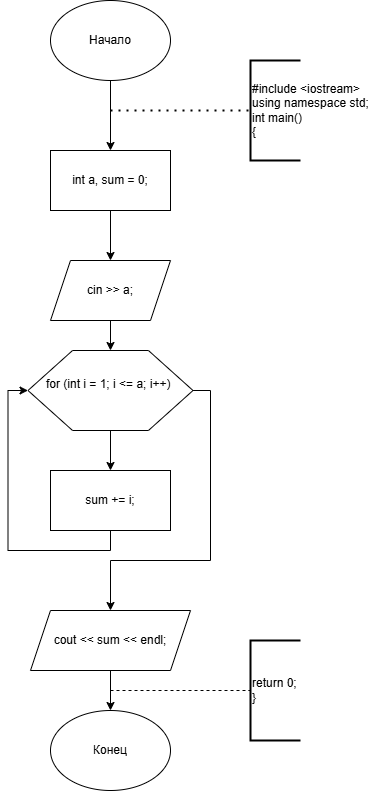 Начало
#include <iostream>
using namespace std;
int main()
{
int a, sum = 0;
cin >> a;
for (int i = 1; i <= a; i++)
sum += i;
cout << sum << endl;
return 0;
}
Конец